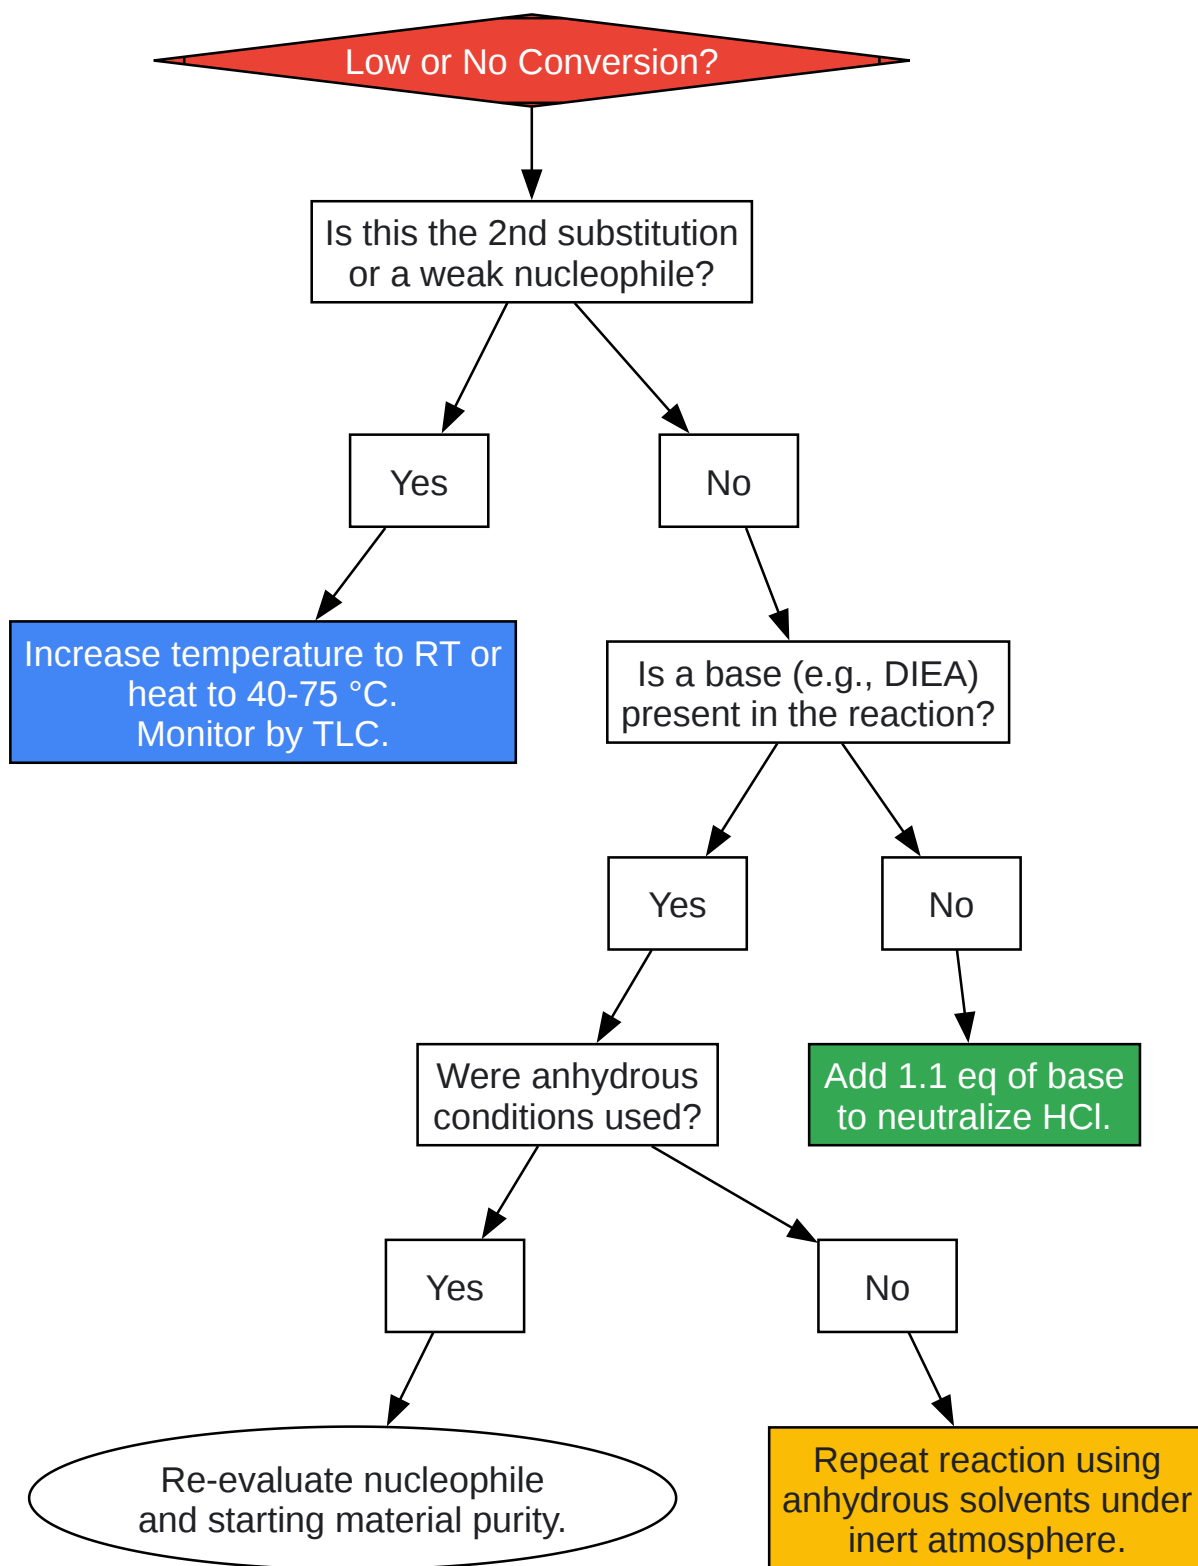 Low or No Conversion?
Is this the 2nd substitution
or a weak nucleophile?
Yes
No
Increase temperature to RT or
heat to 40-75 °C.
Monitor by TLC.
Is a base (e.g., DIEA)
present in the reaction?
Yes
No
Were anhydrous
conditions used?
Add 1.1 eq of base
to neutralize HCl.
Yes
No
Re-evaluate nucleophile
and starting material purity.
Repeat reaction using
anhydrous solvents under
inert atmosphere.